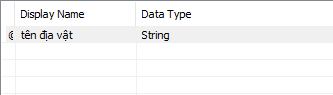 Display Name Data Type
@ tên địa vật String